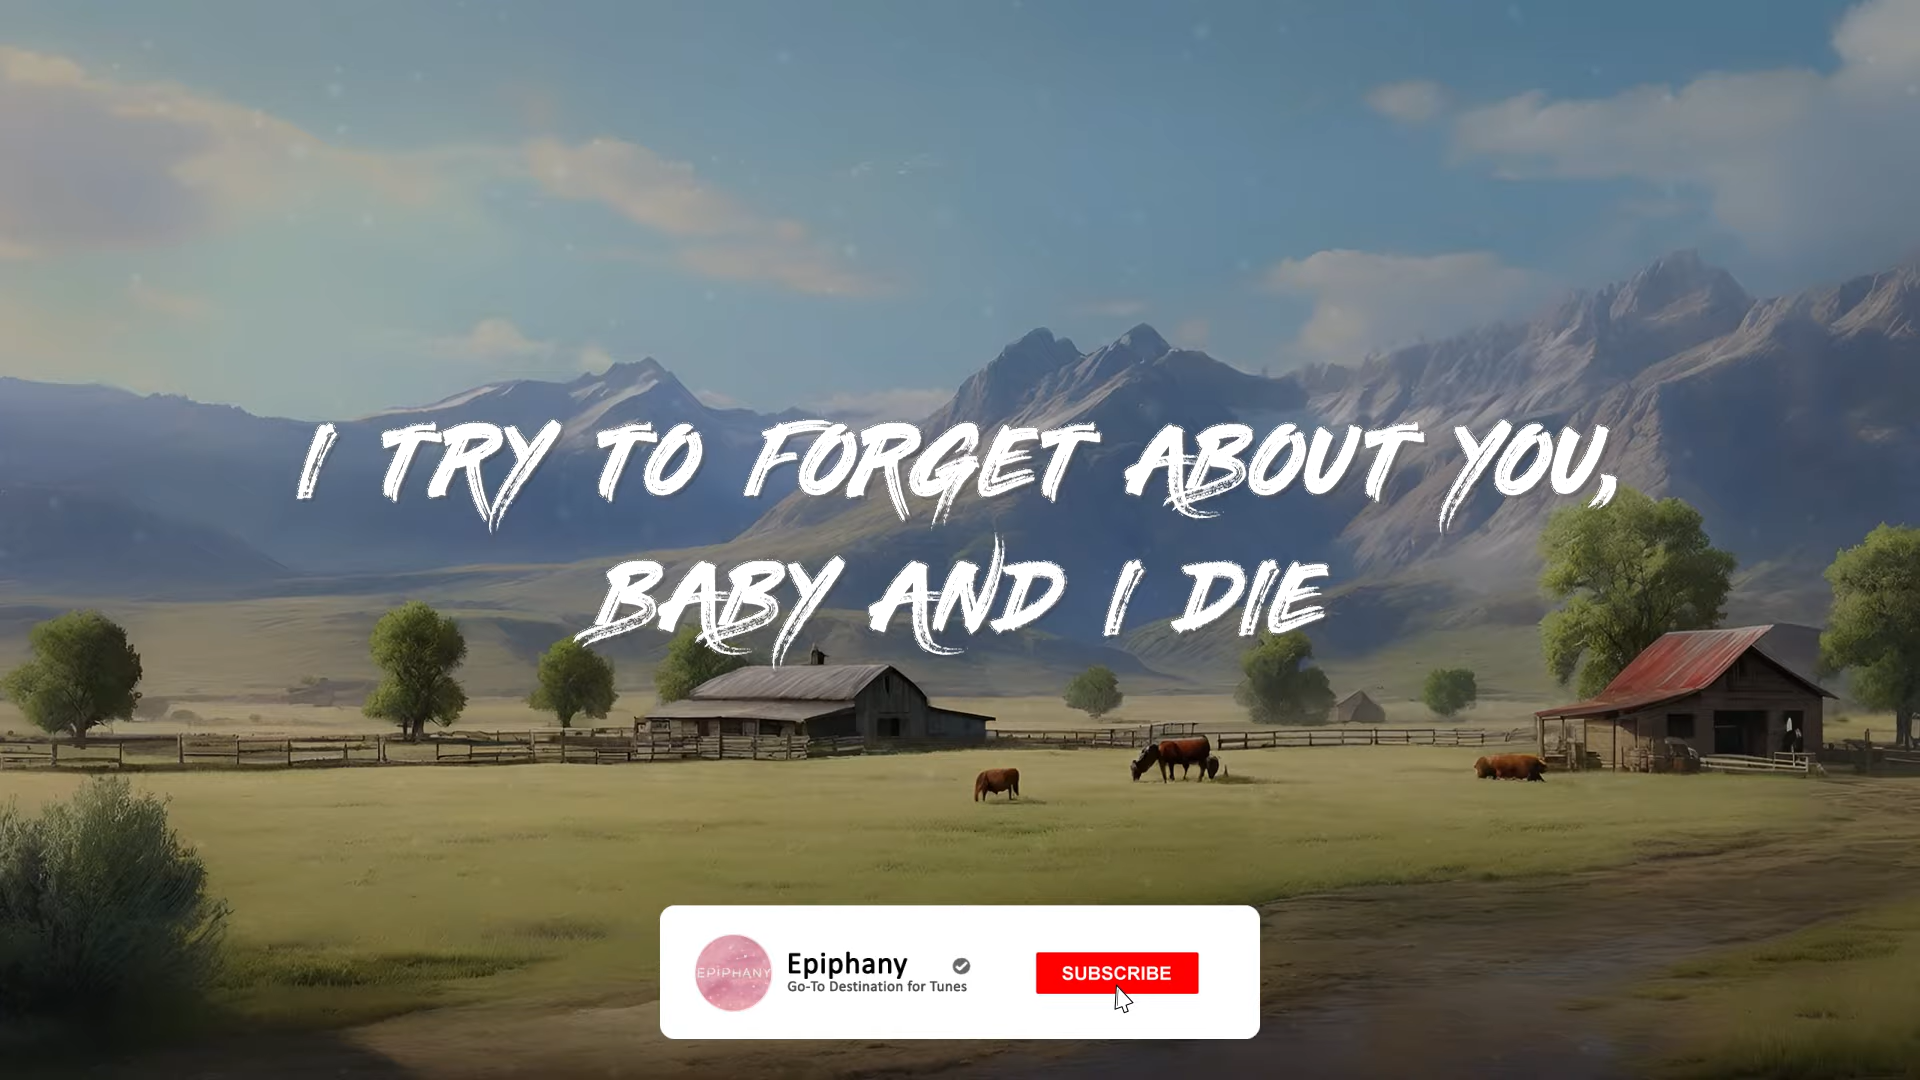 I TRY TO FORGET ABOUT YOU,
BABY AND I DIE
EPIPHANY
Epiphany
Go-To Destination for Tunes
SUBSCRIBE